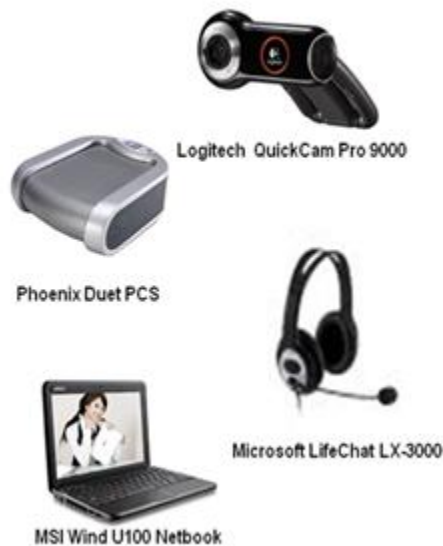 Logitech QuickCam Pro 9000
Phoenix Duet PCS
Microsoft LifeChat LX-3000
MSI Wind U100 Netbook